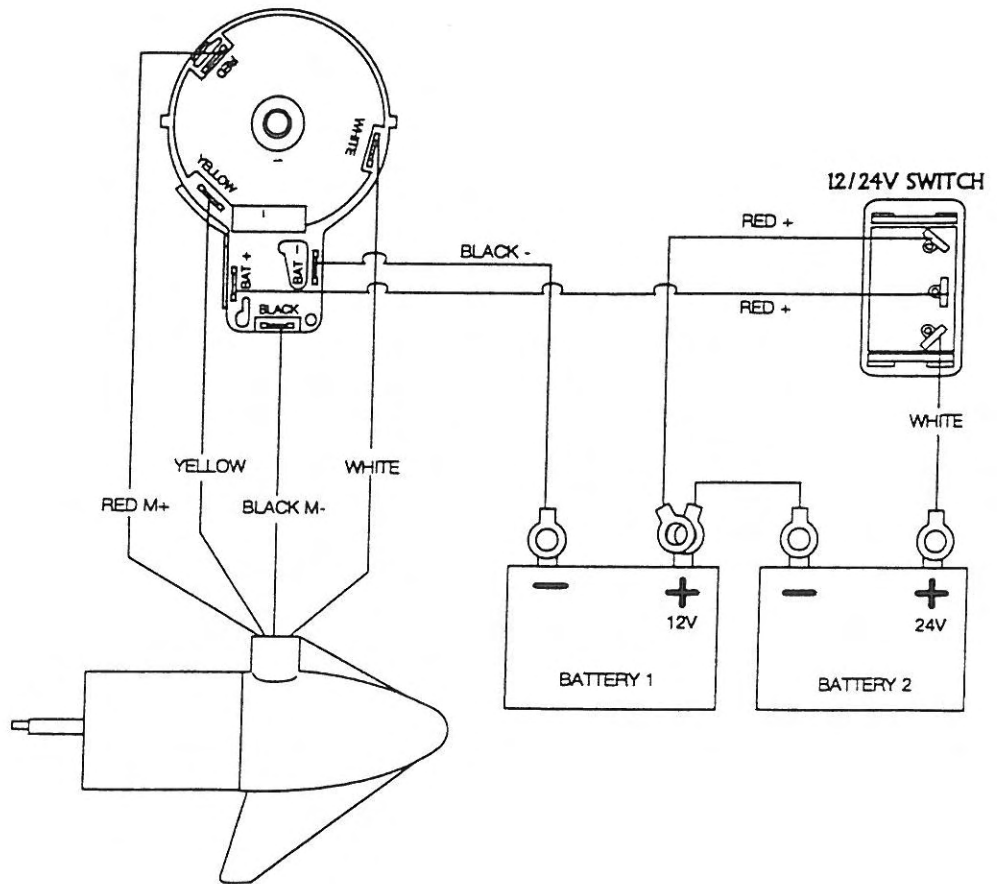 RED
WHITE
YELLOW
BAT +
BAT -
BLACK
12/24V SWITCH
RED +
BLACK -
RED +
WHITE
YELLOW
WHITE
RED M+
BLACK M-
− +
12V
BATTERY 1
− +
24V
BATTERY 2